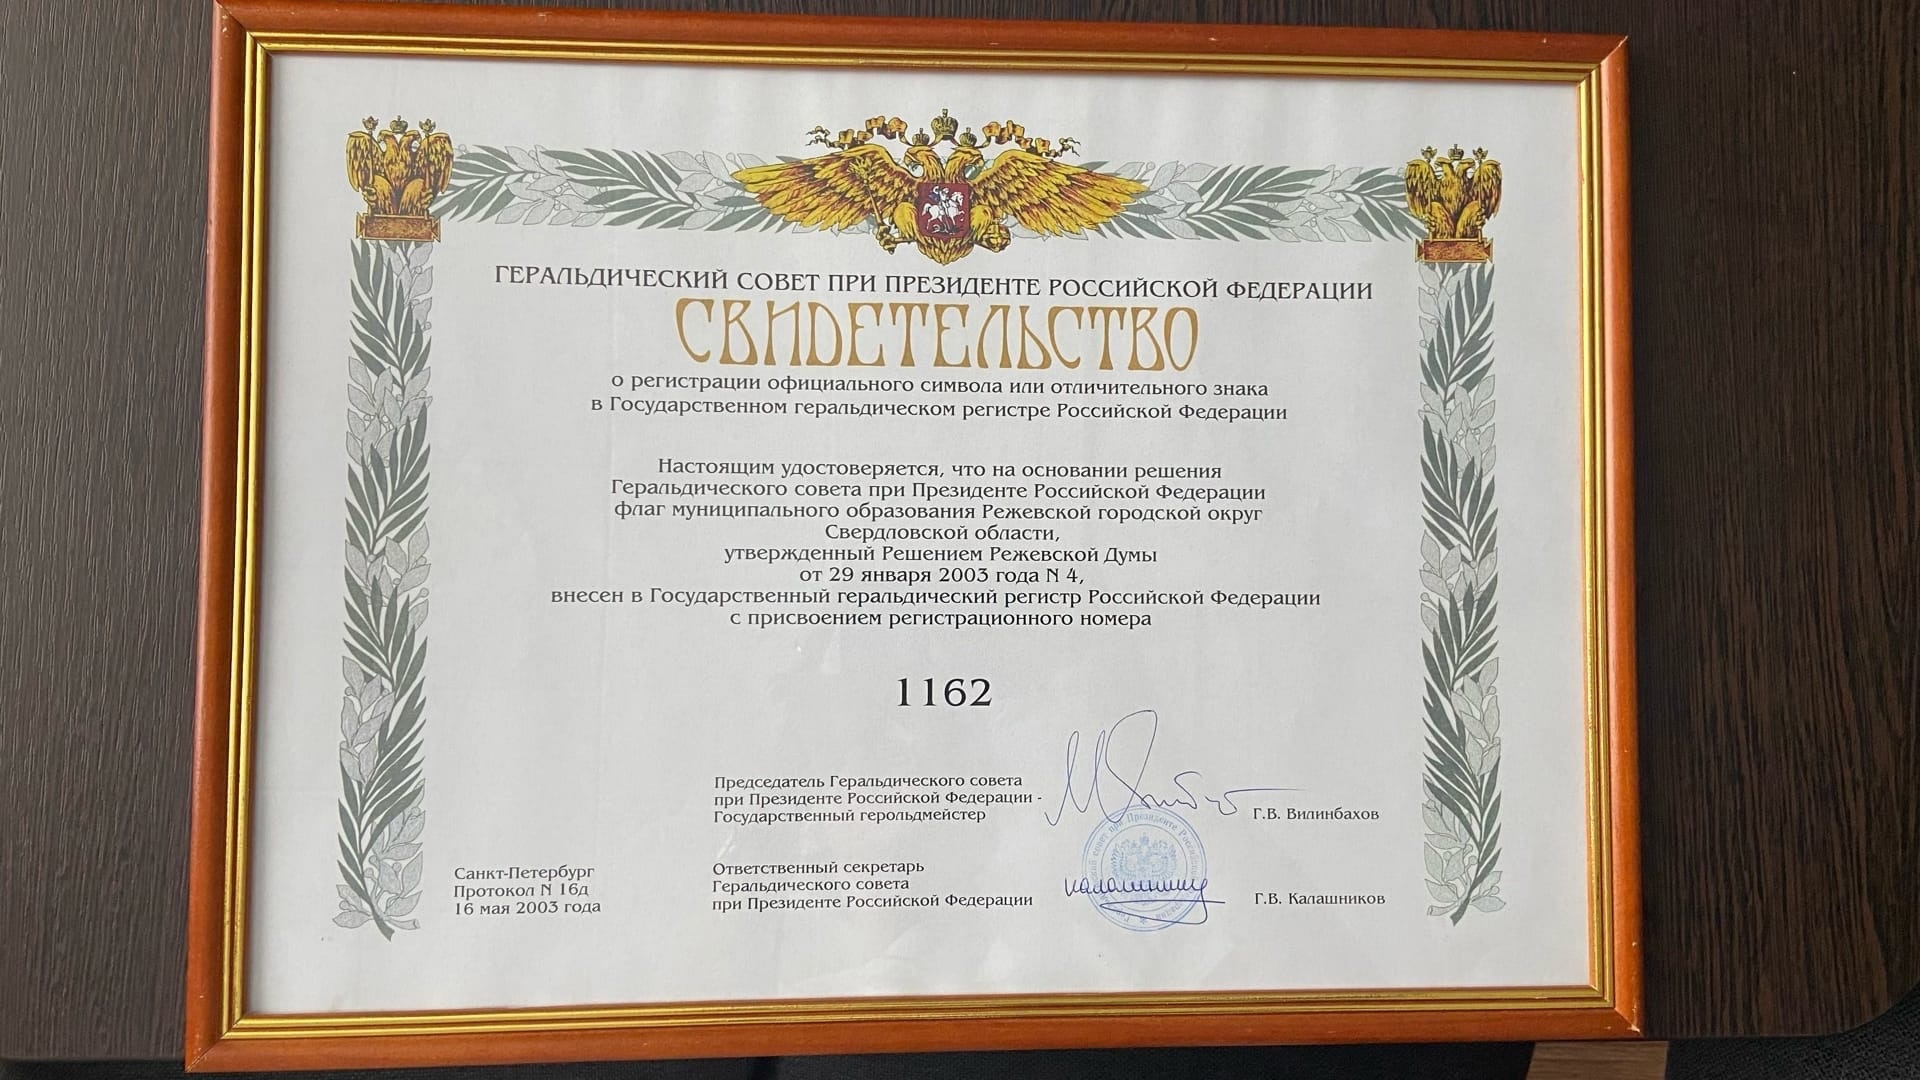 ГЕРАЛЬДИЧЕСКИЙ СОВЕТ ПРИ ПРЕЗИДЕНТЕ РОССИЙСКОЙ ФЕДЕРАЦИИ
СВИДЕТЕЛЬСТВО
о регистрации официального символа или отличительного знака
в Государственном геральдическом регистре Российской Федерации
Настоящим удостоверяется, что на основании решения
Геральдического совета при Президенте Российской Федерации
флаг муниципального образования Режевской городской округ
Свердловской области,
утвержденный Решением Режевской Думы
от 29 января 2003 года N 4,
внесен в Государственный геральдический регистр Российской Федерации
с присвоением регистрационного номера
1162
Председатель Геральдического совета
при Президенте Российской Федерации -
Государственный герольдмейстер
Г.В. Вилинбахов
Санкт-Петербург
Протокол N 16д
16 мая 2003 года
Ответственный секретарь
Геральдического совета
при Президенте Российской Федерации
Г.В. Калашников